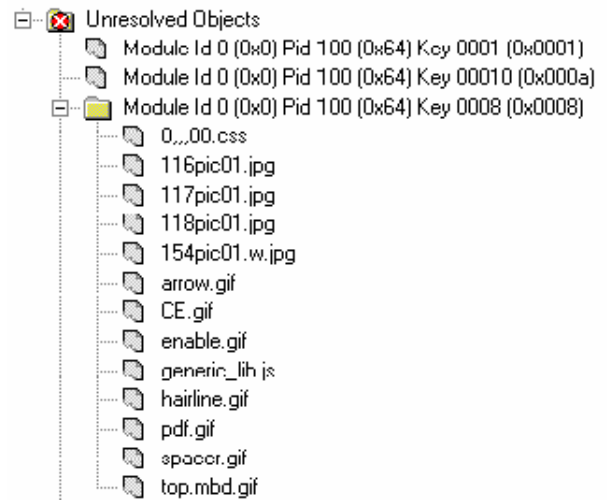 Unresolved Objects
Module Id 0 (0x0) Pid 100 (0x64) Key 0001 (0x0001)
Module Id 0 (0x0) Pid 100 (0x64) Key 00010 (0x000a)
Module Id 0 (0x0) Pid 100 (0x64) Key 0008 (0x0008)
0,,,00.css
116pic01.jpg
117pic01.jpg
118pic01.jpg
154pic01.w.jpg
arrow.gif
CE.gif
enable.gif
generic_lib.js
hairline.gif
pdf.gif
spacer.gif
top.mbd.gif